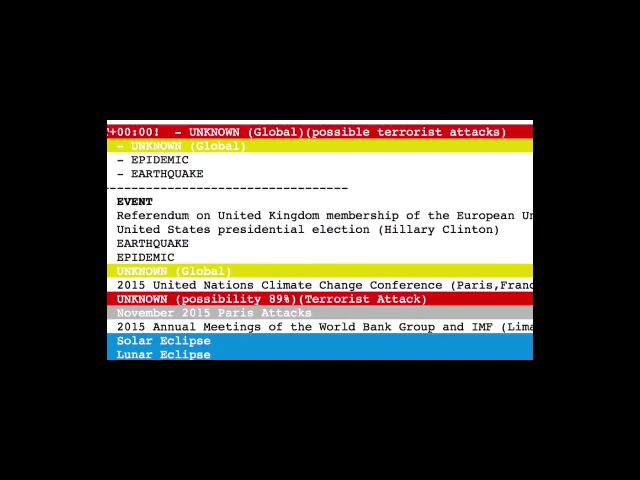 +00:00!  - UNKNOWN (Global)(possible terrorist attacks)
- UNKNOWN (Global)
- EPIDEMIC
- EARTHQUAKE
----------------------------------
EVENT
Referendum on United Kingdom membership of the European
United States presidential election (Hillary Clinton)
EARTHQUAKE
EPIDEMIC
UNKNOWN (Global)
2015 United Nations Climate Change Conference (Paris,
UNKNOWN (possibility 89%)(Terrorist Attack)
November 2015 Paris Attacks
2015 Annual Meetings of the World Bank Group and IMF
Solar Eclipse
Lunar Eclipse